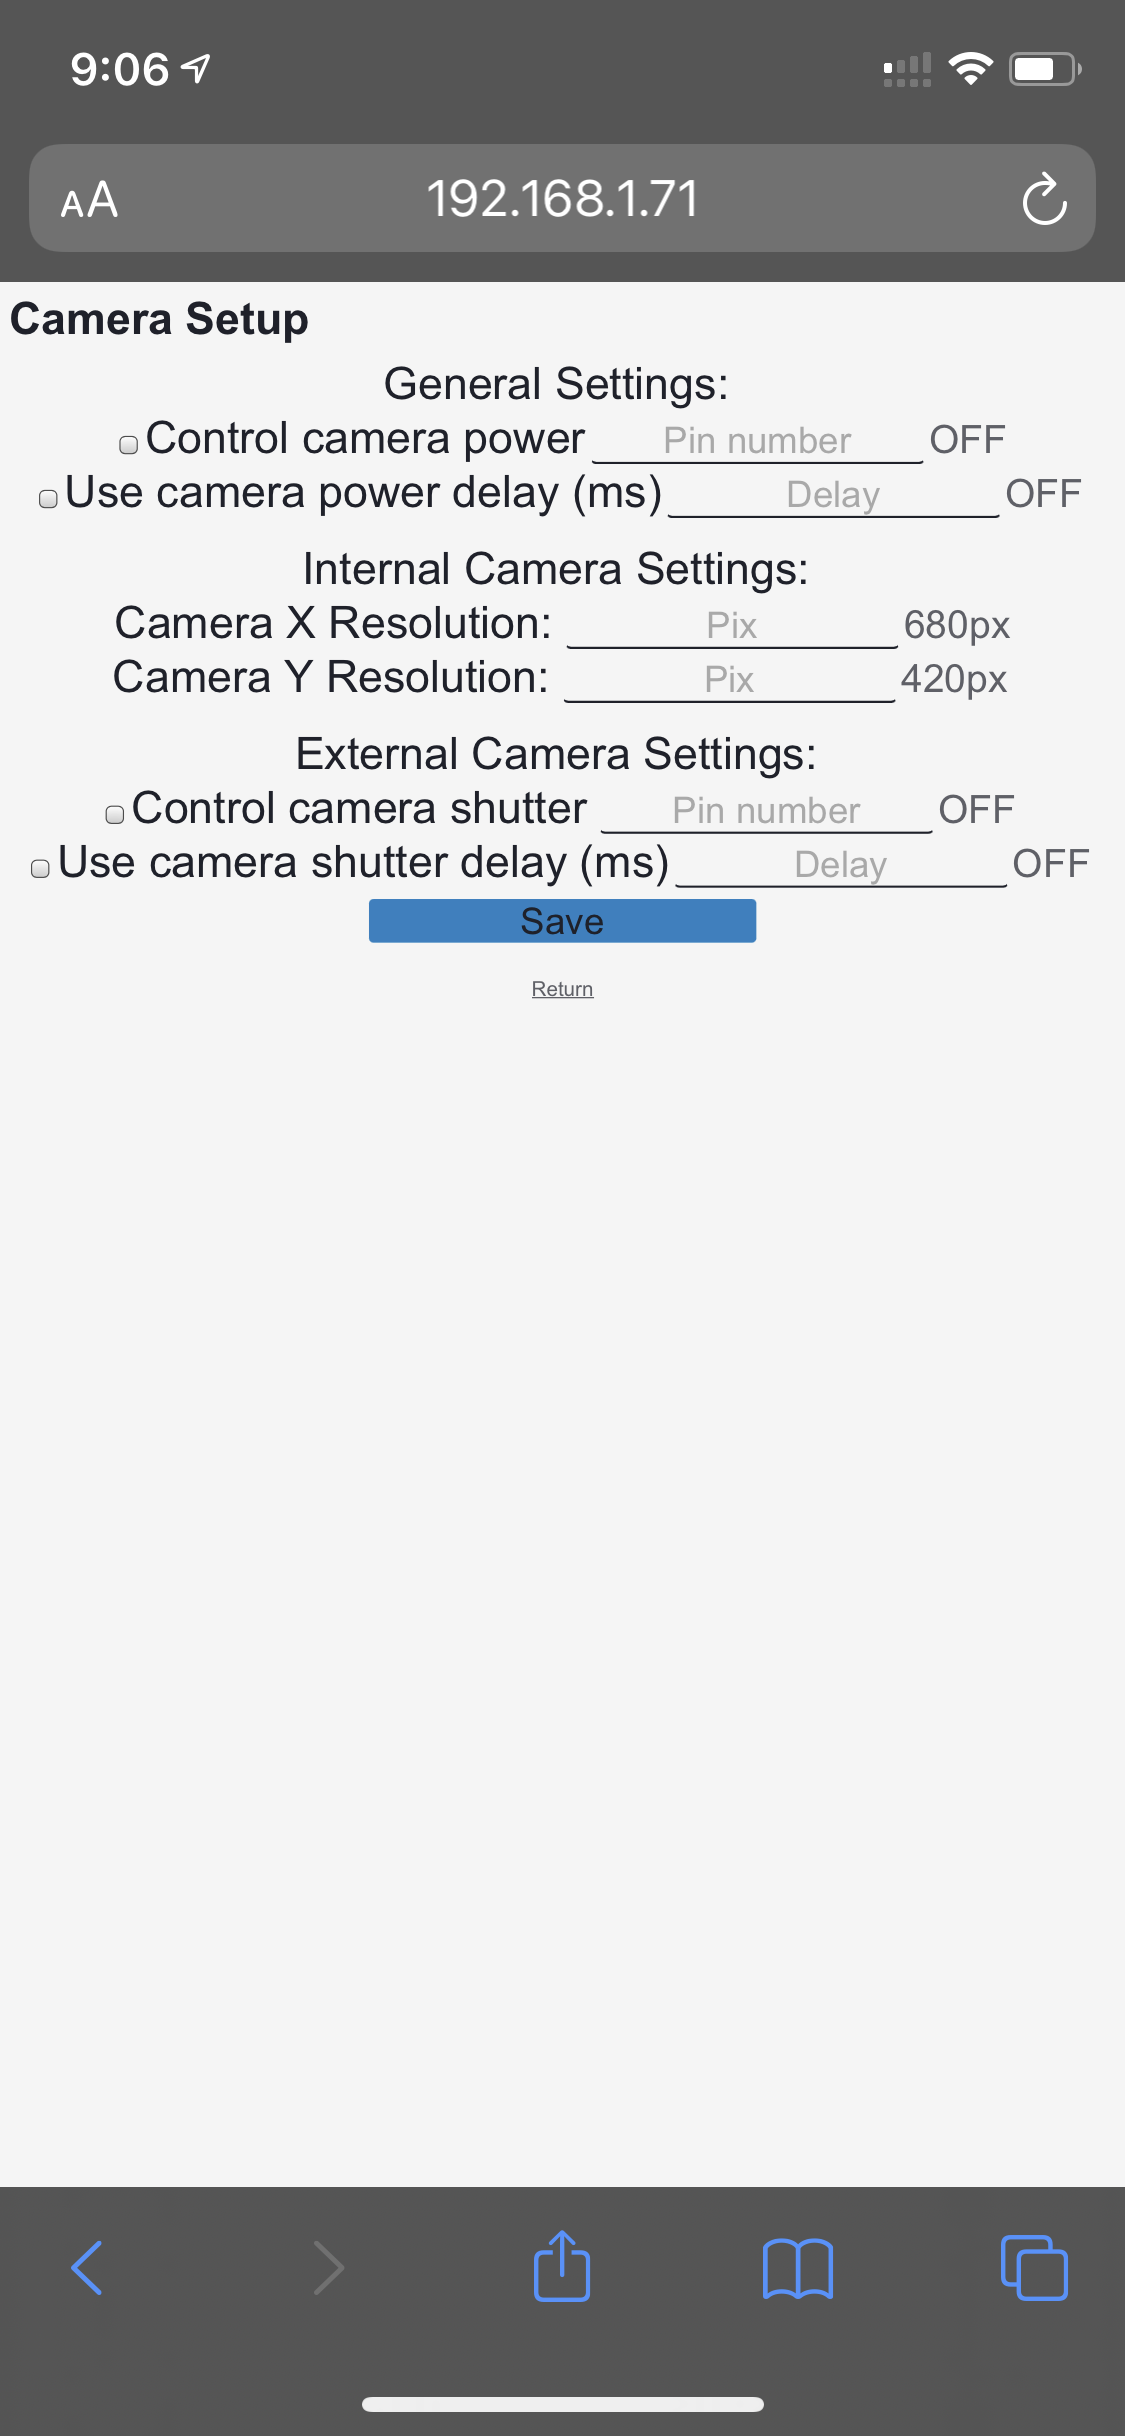 9:06
AA 192.168.1.71
Camera Setup
General Settings:
Control camera power Pin number OFF
Use camera power delay (ms) Delay OFF
Internal Camera Settings:
Camera X Resolution: Pix 680px
Camera Y Resolution: Pix 420px
External Camera Settings:
Control camera shutter Pin number OFF
Use camera shutter delay (ms) Delay OFF
Save
Return